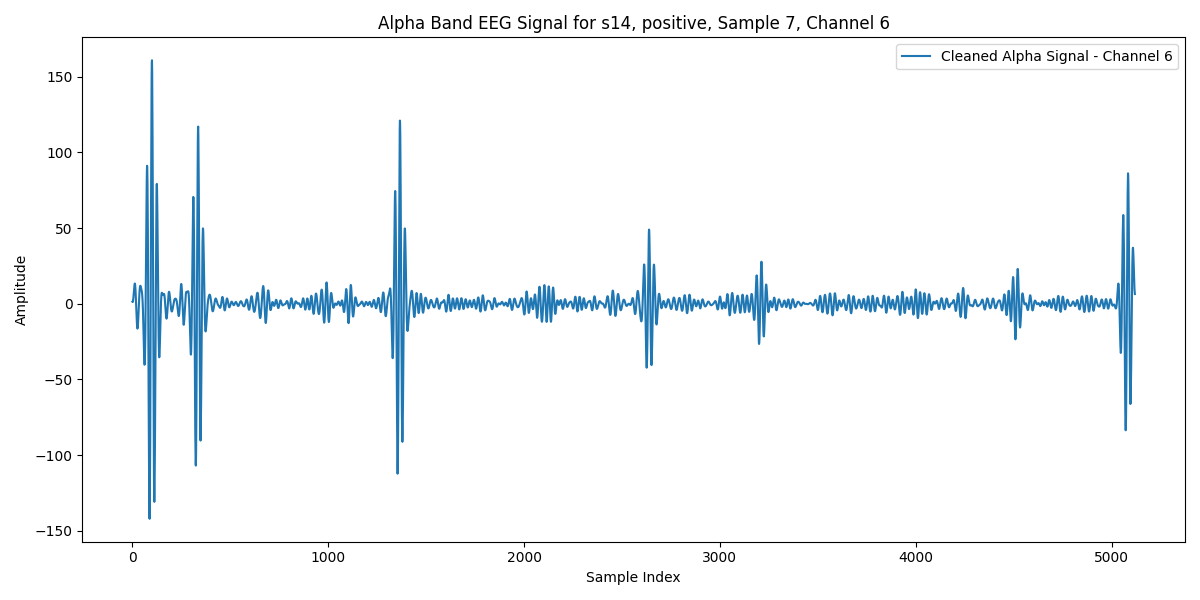 Alpha Band EEG Signal for s14, positive, Sample 7, Channel 6
Cleaned Alpha Signal - Channel 6
Amplitude
150
100
50
0
−50
−100
−150
0 1000 2000 3000 4000 5000
Sample Index